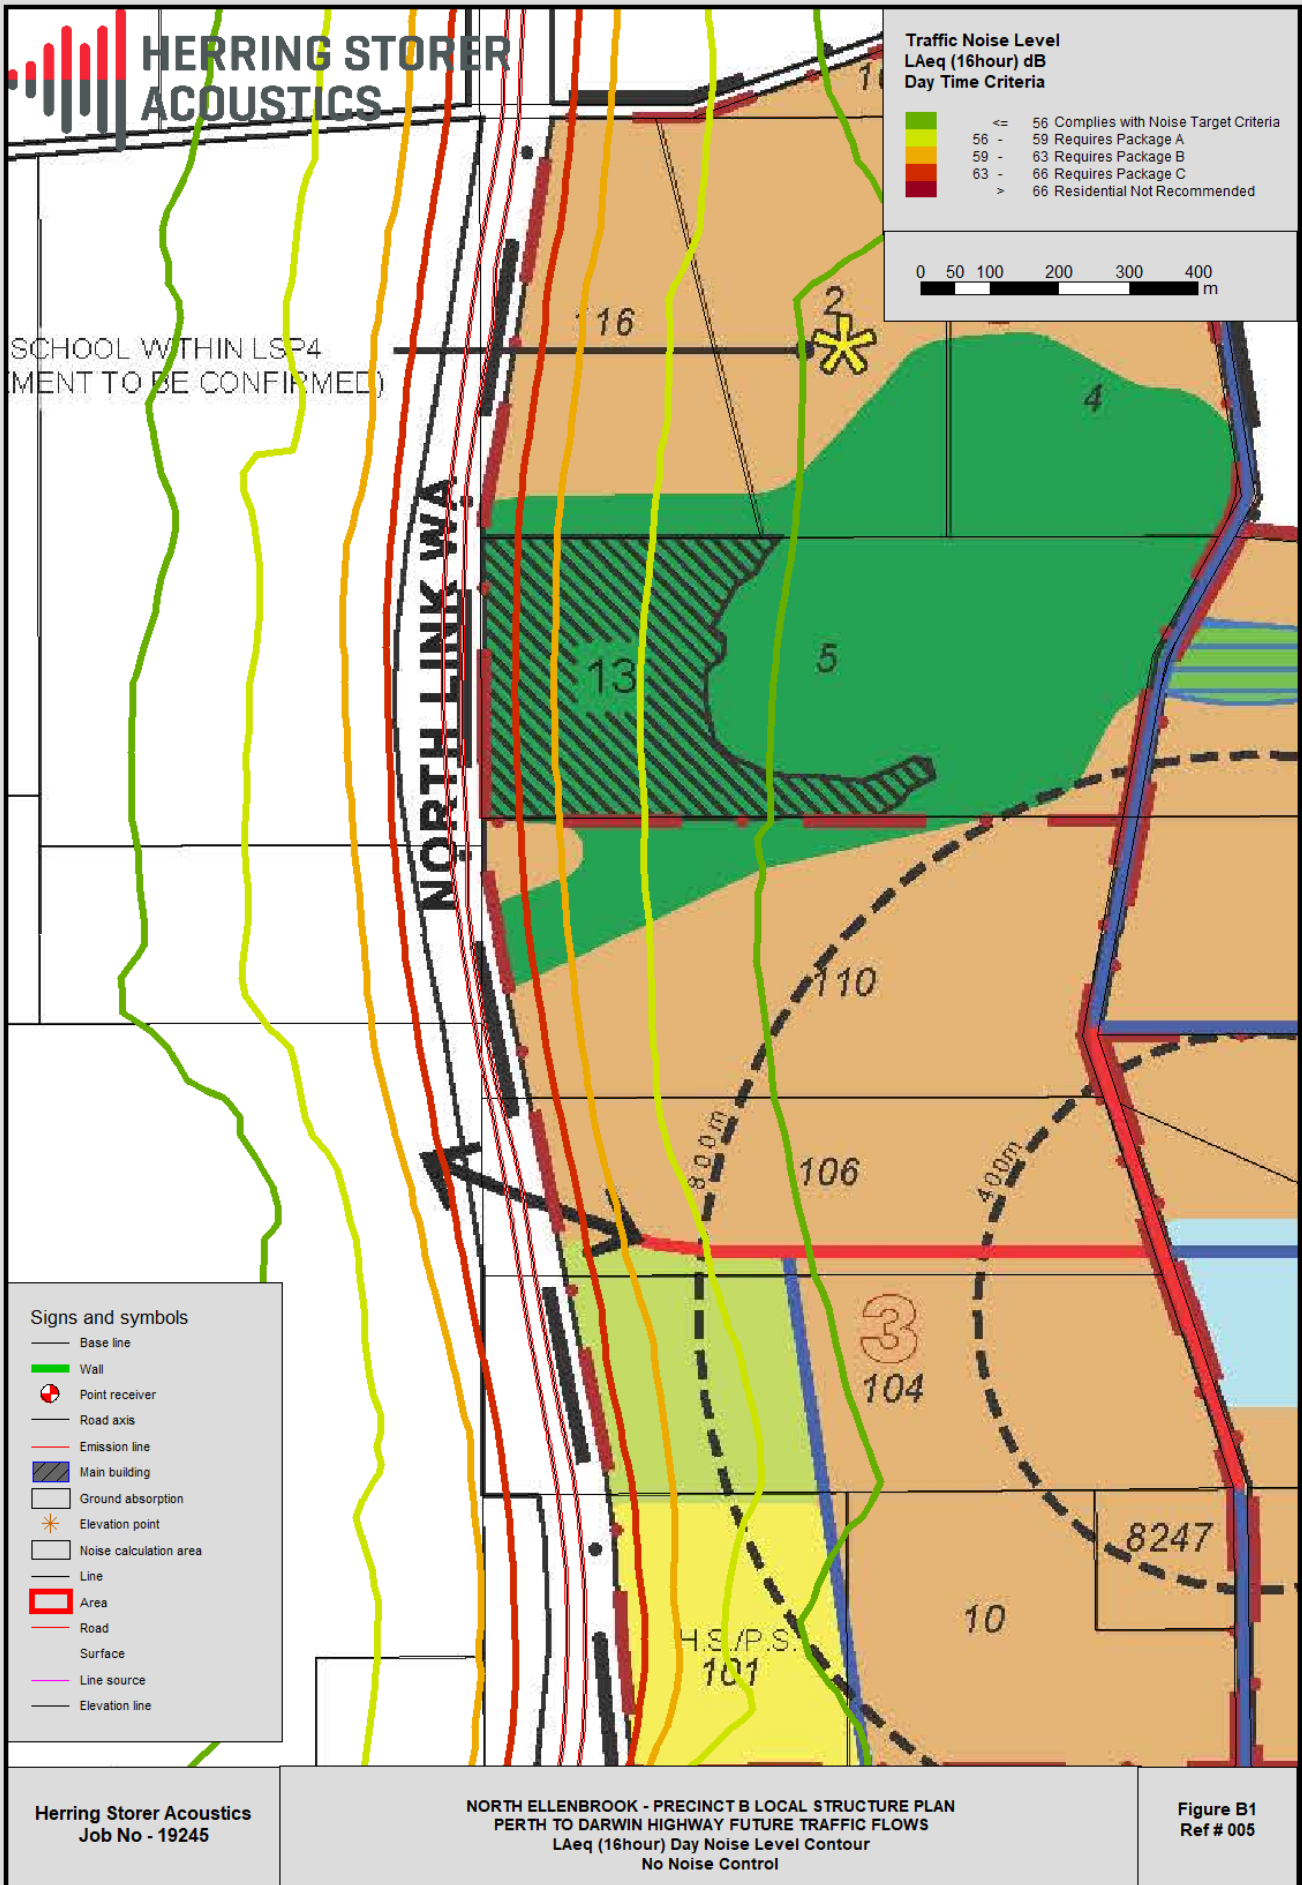 HERRING STORER
ACOUSTICS
Traffic Noise Level
LAeq (16hour) dB
Day Time Criteria
<= 56 Complies with Noise Target Criteria
56 - 59 Requires Package A
59 - 63 Requires Package B
63 - 66 Requires Package C
> 66 Residential Not Recommended
0 50 100 200 300 400
m
2
116
SCHOOL WITHIN LSP4
EMENT TO BE CONFIRMED)
4
NORTH LINK WA
13
5
110
800m
400m
106
3
104
8247
10
H.S./P.S.
101
Signs and symbols
Base line
Wall
Point receiver
Road axis
Emission line
Main building
Ground absorption
Elevation point
Noise calculation area
Line
Area
Road
Surface
Line source
Elevation line
Herring Storer Acoustics
Job No - 19245
NORTH ELLENBROOK - PRECINCT B LOCAL STRUCTURE PLAN
PERTH TO DARWIN HIGHWAY FUTURE TRAFFIC FLOWS
LAeq (16hour) Day Noise Level Contour
No Noise Control
Figure B1
Ref # 005